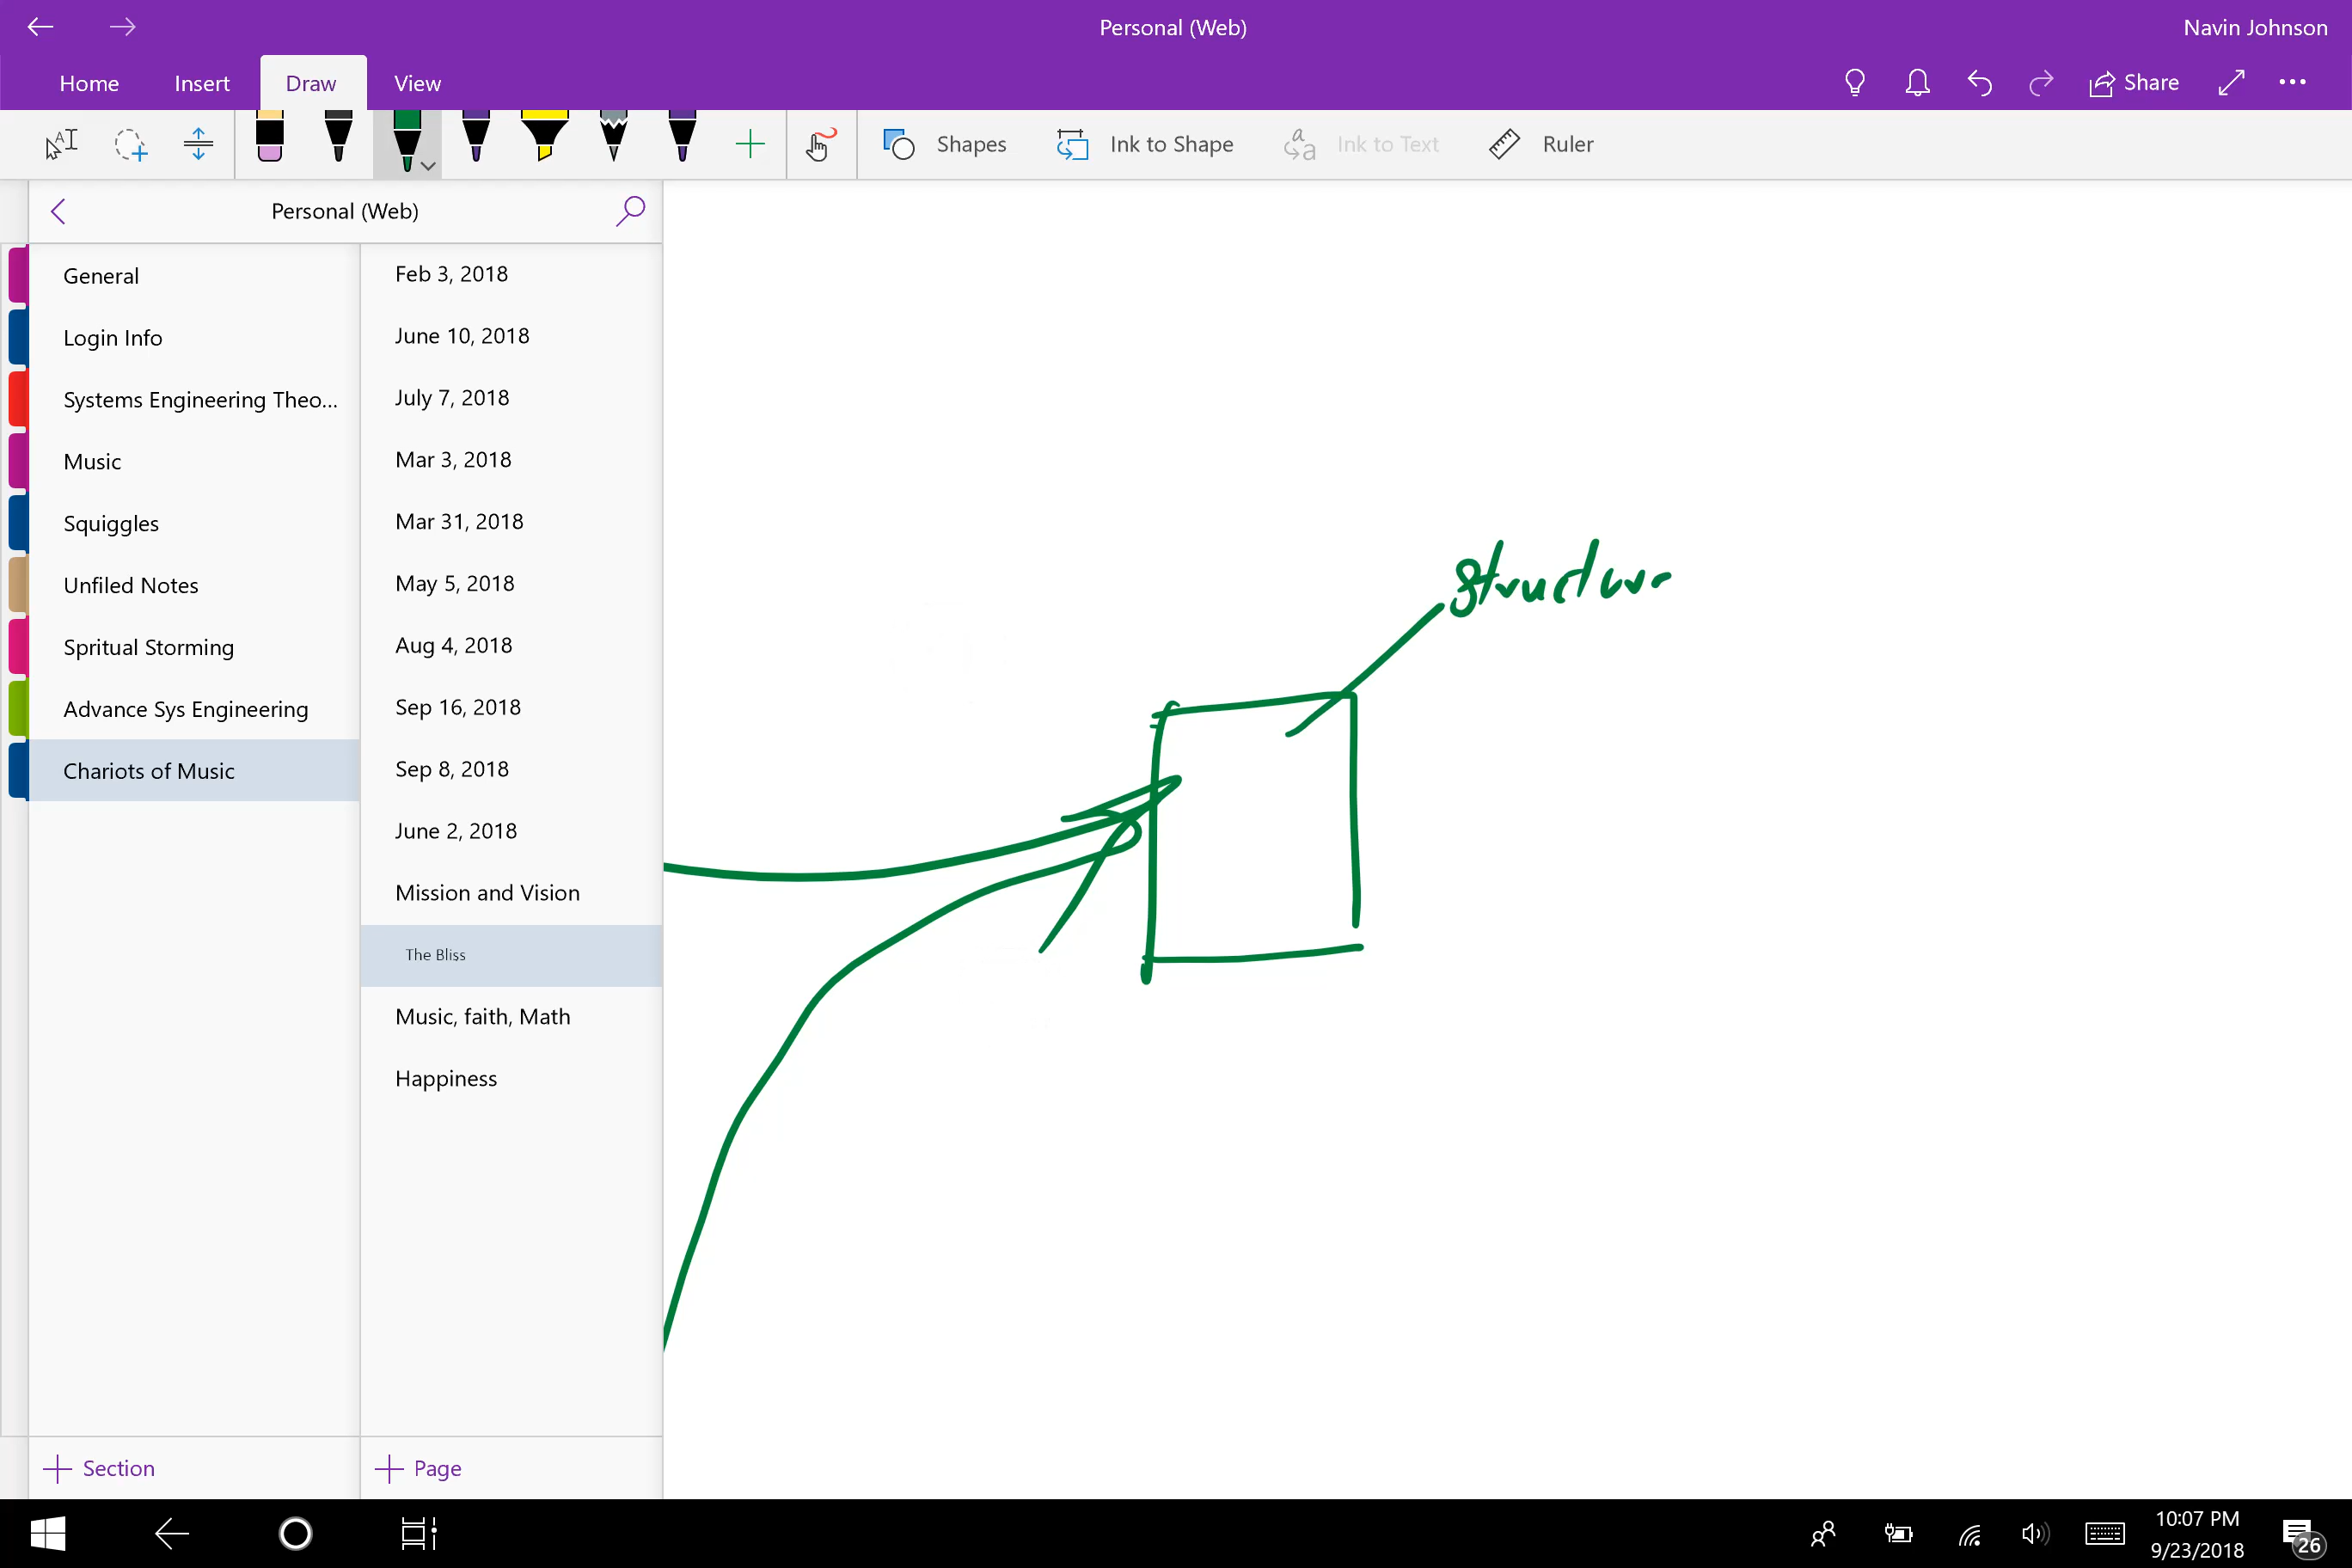 Personal (Web)
Navin Johnson
Home Insert Draw View
Share
Shapes Ink to Shape Ink to Text Ruler
Personal (Web)
General
Login Info
Systems Engineering Theo...
Music
Squiggles
Unfiled Notes
Spritual Storming
Advance Sys Engineering
Chariots of Music
Feb 3, 2018
June 10, 2018
July 7, 2018
Mar 3, 2018
Mar 31, 2018
May 5, 2018
Aug 4, 2018
Sep 16, 2018
Sep 8, 2018
June 2, 2018
Mission and Vision
The Bliss
Music, faith, Math
Happiness
Structure
Section
Page
10:07 PM
9/23/2018
26